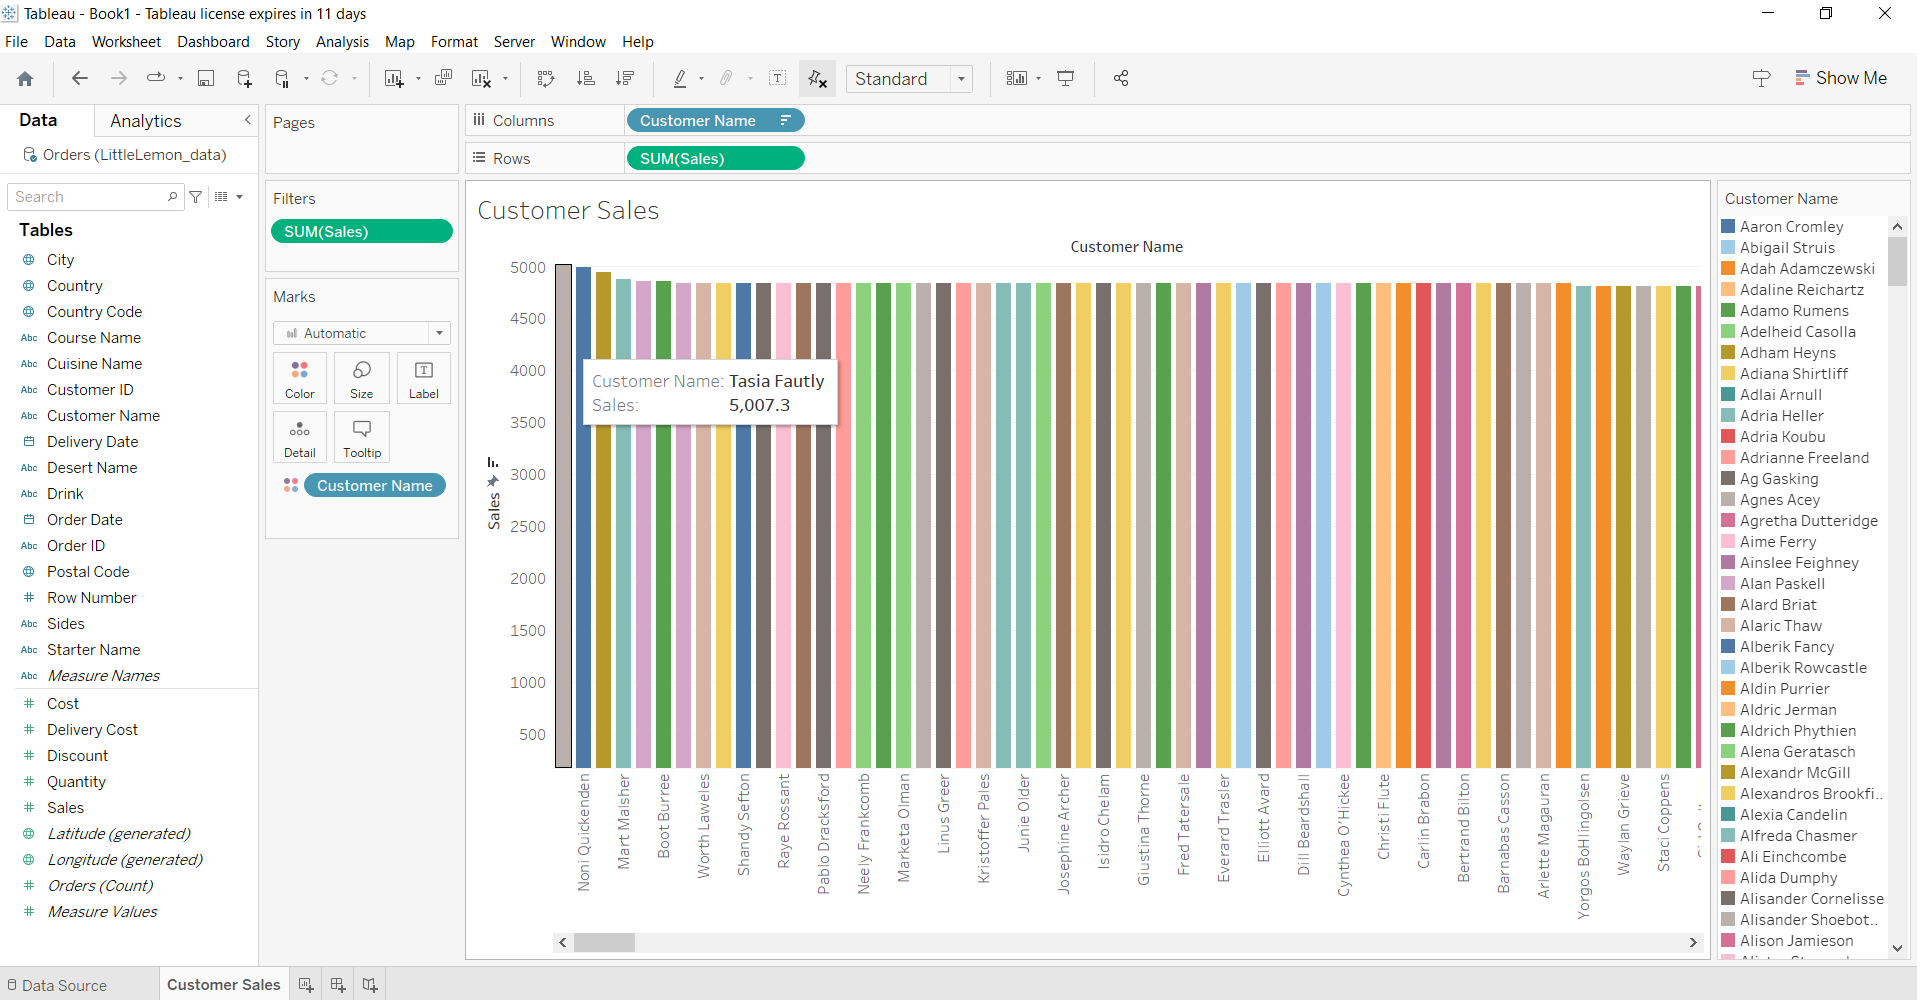 Tableau - Book1 - Tableau license expires in 11 days
File Data Worksheet Dashboard Story Analysis Map Format Server Window Help
Standard
Show Me
Data
Analytics
Orders (LittleLemon_data)
Search
Tables
City
Country
Country Code
Abc Course Name
Abc Cuisine Name
Abc Customer ID
Abc Customer Name
Delivery Date
Abc Desert Name
Abc Drink
Order Date
Abc Order ID
Postal Code
# Row Number
Abc Sides
Abc Starter Name
Abc Measure Names
# Cost
# Delivery Cost
# Discount
# Quantity
# Sales
Latitude (generated)
Longitude (generated)
# Orders (Count)
# Measure Values
Pages
Filters
SUM(Sales)
Marks
Automatic
Color
Size
Label
Detail
Tooltip
Customer Name
Columns
Customer Name
Rows
SUM(Sales)
Customer Sales
Customer Name
5000
4500
4000
3500
3000
2500
2000
1500
1000
500
Sales
Customer Name: Tasia Fautly
Sales: 5,007.3
Noni Quickenden
Mart Malsher
Boot Burree
Worth Laweles
Shandy Sefton
Raye Rossant
Pablo Dracksford
Neely Frankcomb
Marketa Olman
Linus Greer
Kristoffer Pales
Junie Older
Josephine Archer
Isidro Chelam
Giustina Thorne
Fred Tatersale
Everard Trasler
Elliott Avard
Dill Beardshall
Cynthea O'Hickee
Christi Flute
Carlin Brabon
Bertrand Bilton
Barnabas Casson
Arlette Magauran
Yorgos BoHingolsen
Waylan Grieve
Staci Coppens
Customer Name
Aaron Cromley
Abigail Struis
Adah Adamczewski
Adaline Reichartz
Adamo Rumens
Adelheid Casolla
Adham Heyns
Adiana Shirtliff
Adlai Arnull
Adria Heller
Adria Koubu
Adrianne Freeland
Ag Gasking
Agnes Acey
Agretha Dutteridge
Aime Ferry
Ainslee Feighney
Alan Paskell
Alard Briat
Alaric Thaw
Alberik Fancy
Alberik Rowcastle
Aldin Purrier
Aldric Jerman
Aldrich Phythien
Alena Geratasch
Alexandr McGill
Alexandros Brookfi..
Alexia Candelin
Alfreda Chasmer
Ali Einchcombe
Alida Dumphy
Alisander Cornelisse
Alisander Shoebot..
Alison Jamieson
Data Source
Customer Sales